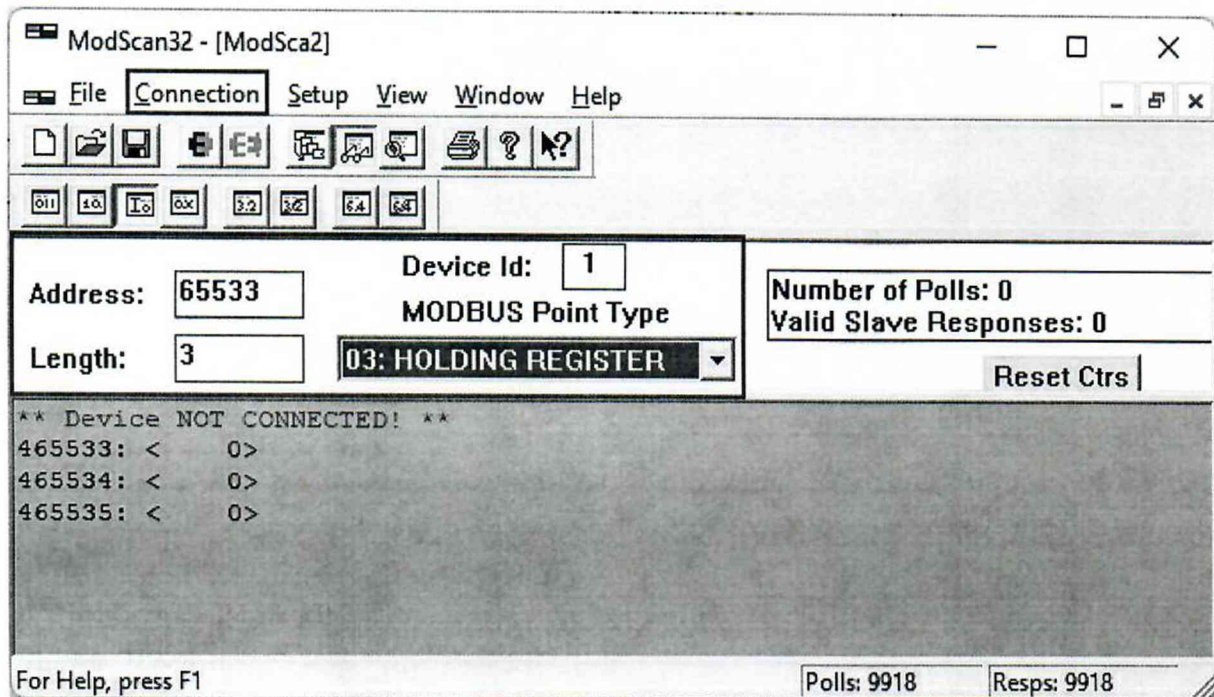 ModScan32 - [ModSca2]
File Connection Setup View Window Help
Address: 65533
Device Id: 1
MODBUS Point Type
Length: 3
03: HOLDING REGISTER
Number of Polls: 0
Valid Slave Responses: 0
Reset Ctrs
** Device NOT CONNECTED! **
465533: <     0>
465534: <     0>
465535: <     0>
For Help, press F1
Polls: 9918
Resps: 9918